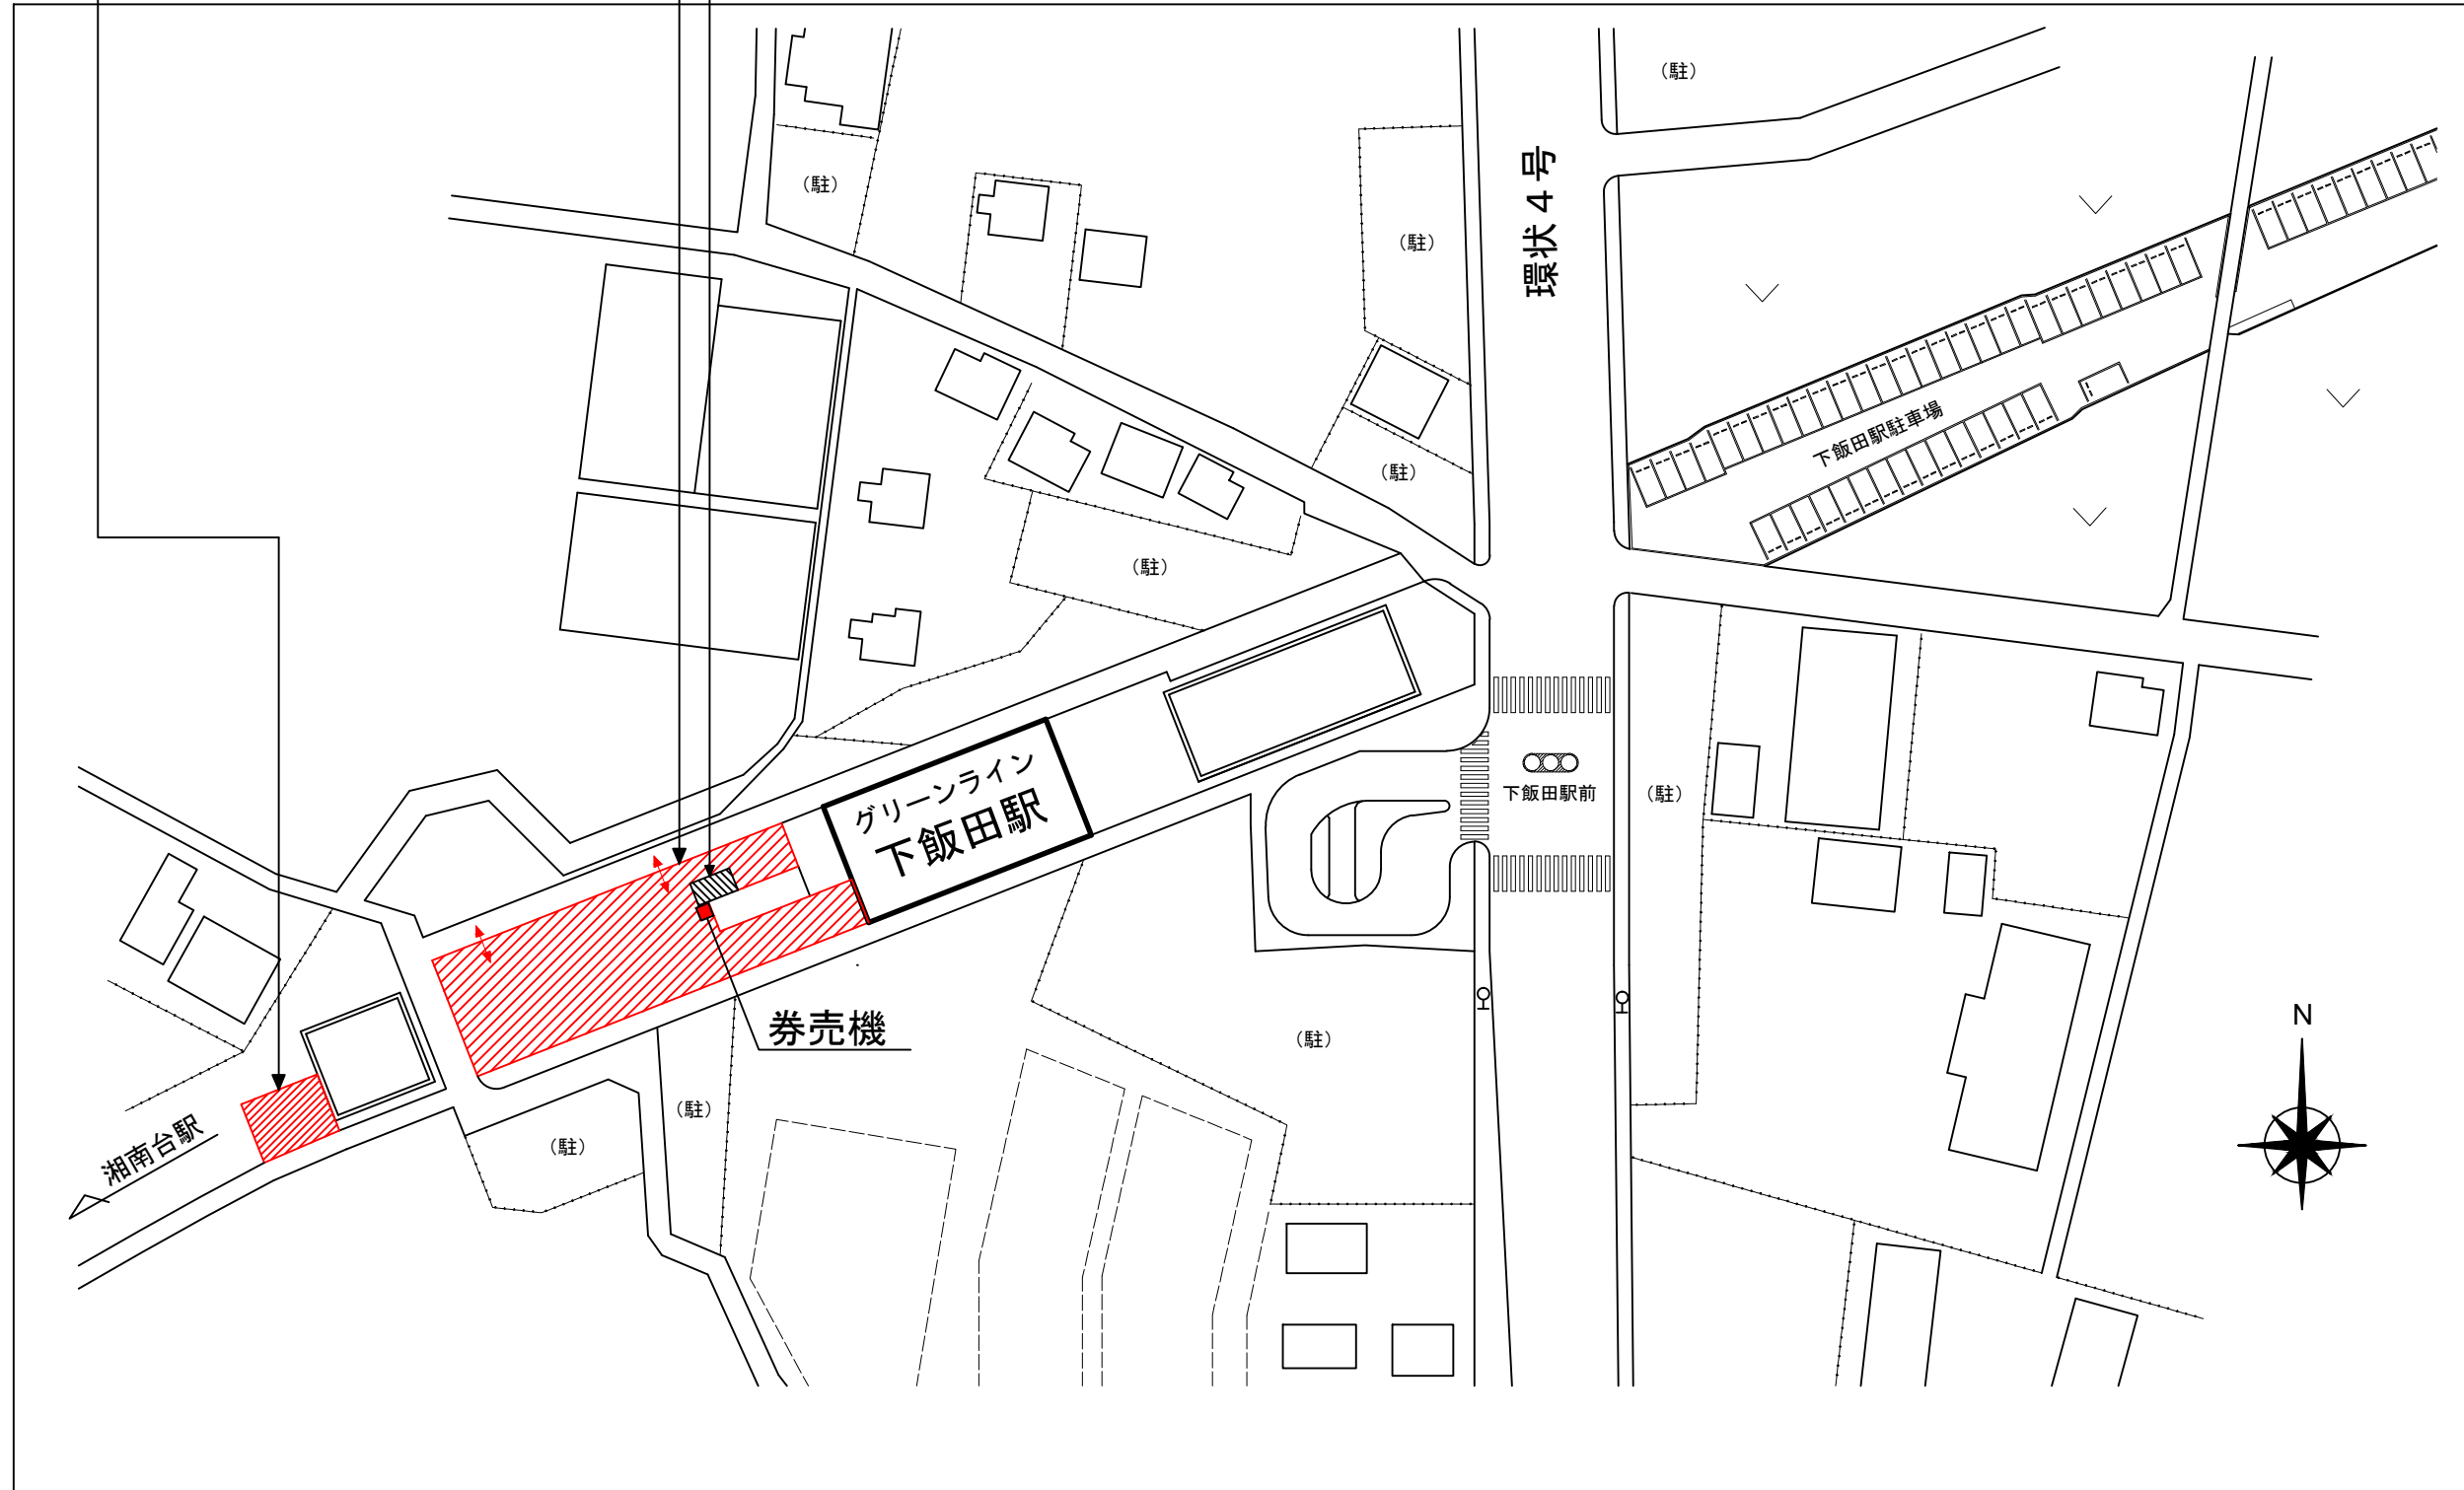 （駐）
（駐）
環状４号
（駐）
（駐）
下飯田駅駐車場
（駐）
グリーンライン
下飯田駅
下飯田駅前
（駐）
券売機
N
（駐）
（駐）
（駐）
湘南台駅